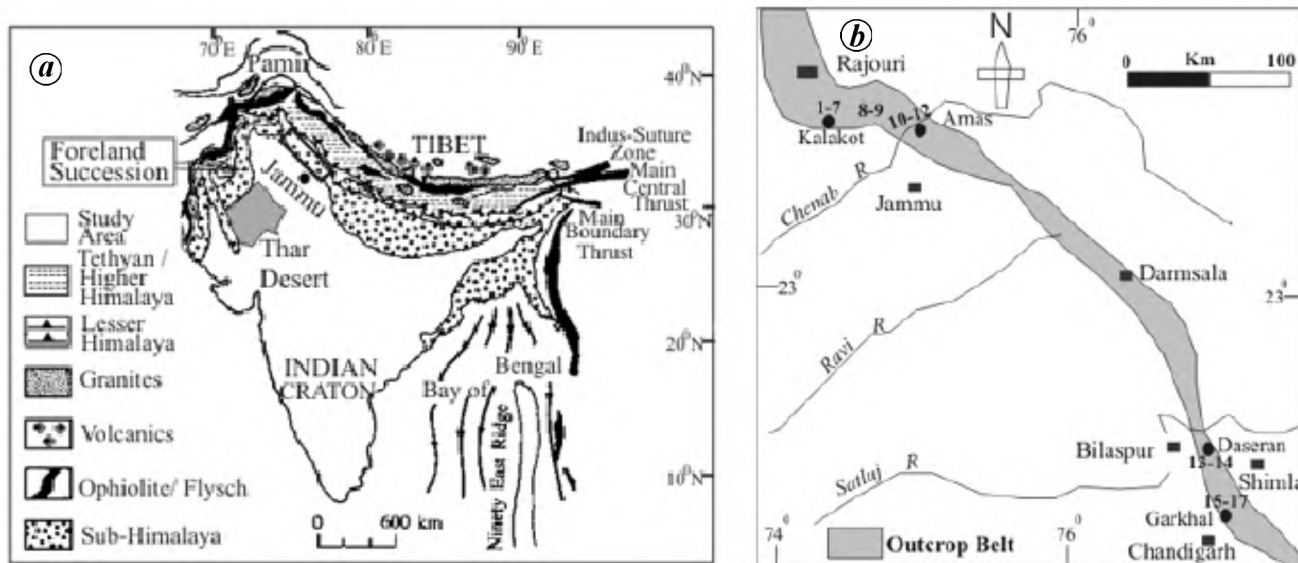 a
70°E
80°E
90°E
Pamir
40°N
TIBET
Indus-Suture
Zone
Main
Central
Thrust
Foreland
Succession
Jammu
30°N
Main
Boundary
Thrust
Study
Area
Thar
Desert
Tethyan /
Higher
Himalaya
Lesser
Himalaya
20°N
INDIAN
CRATON
Bay of
Bengal
Granites
Volcanics
Ninety East Ridge
Ophiolite/ Flysch
10°N
0 600 km
Sub-Himalaya
b
76°
N
Km
0 100
Rajouri
1-7
8-9
10-12
Kalakot
Amas
Chenab R
Jammu
23°
23°
Damsala
Ravi R
Bilaspur
Daseran
13-14
Shimla
Satluj R
15-17
Garkhal
Chandigarh
74°
76°
Outcrop Belt